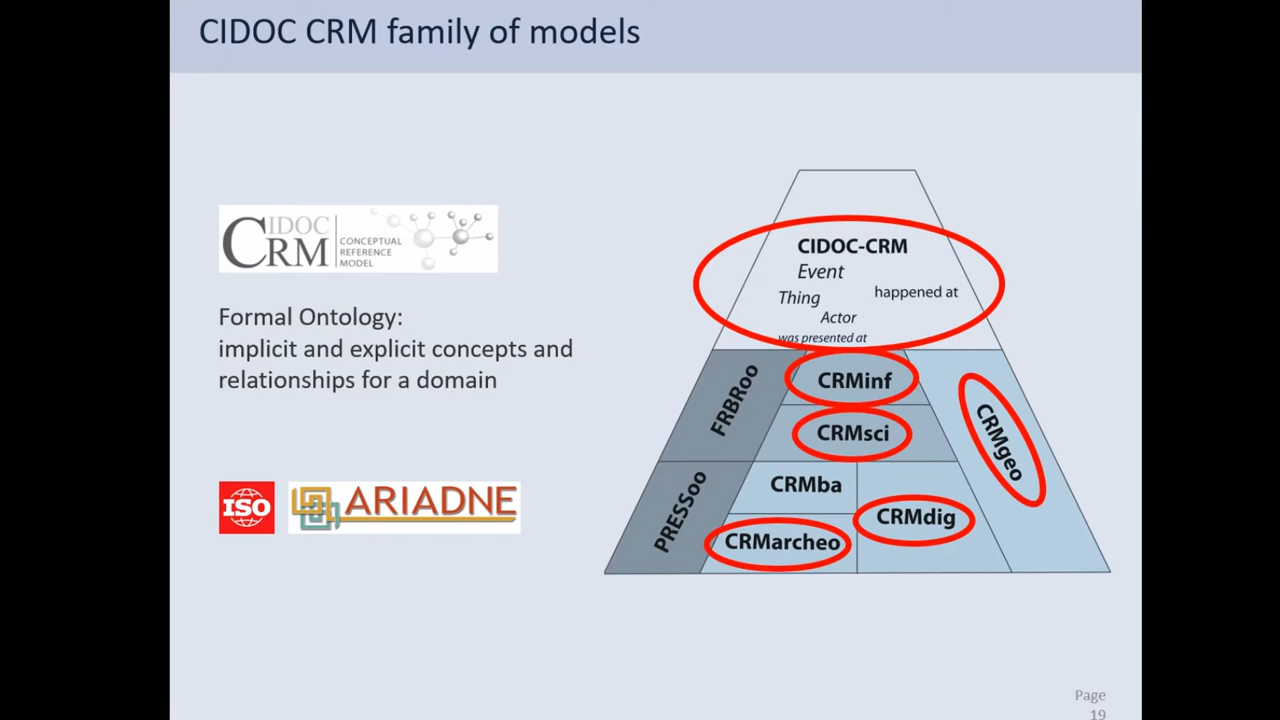 CIDOC CRM family of models
CIDOC
CRM
CONCEPTUAL
REFERENCE
MODEL
Formal Ontology:
implicit and explicit concepts and
relationships for a domain
ISO
ARIADNE
CIDOC-CRM
Event
Thing
happened at
Actor
was presented at
FRBRoo
CRMinf
CRMsci
CRMgeo
PRESSoo
CRMba
CRMdig
CRMarcheo
Page
19